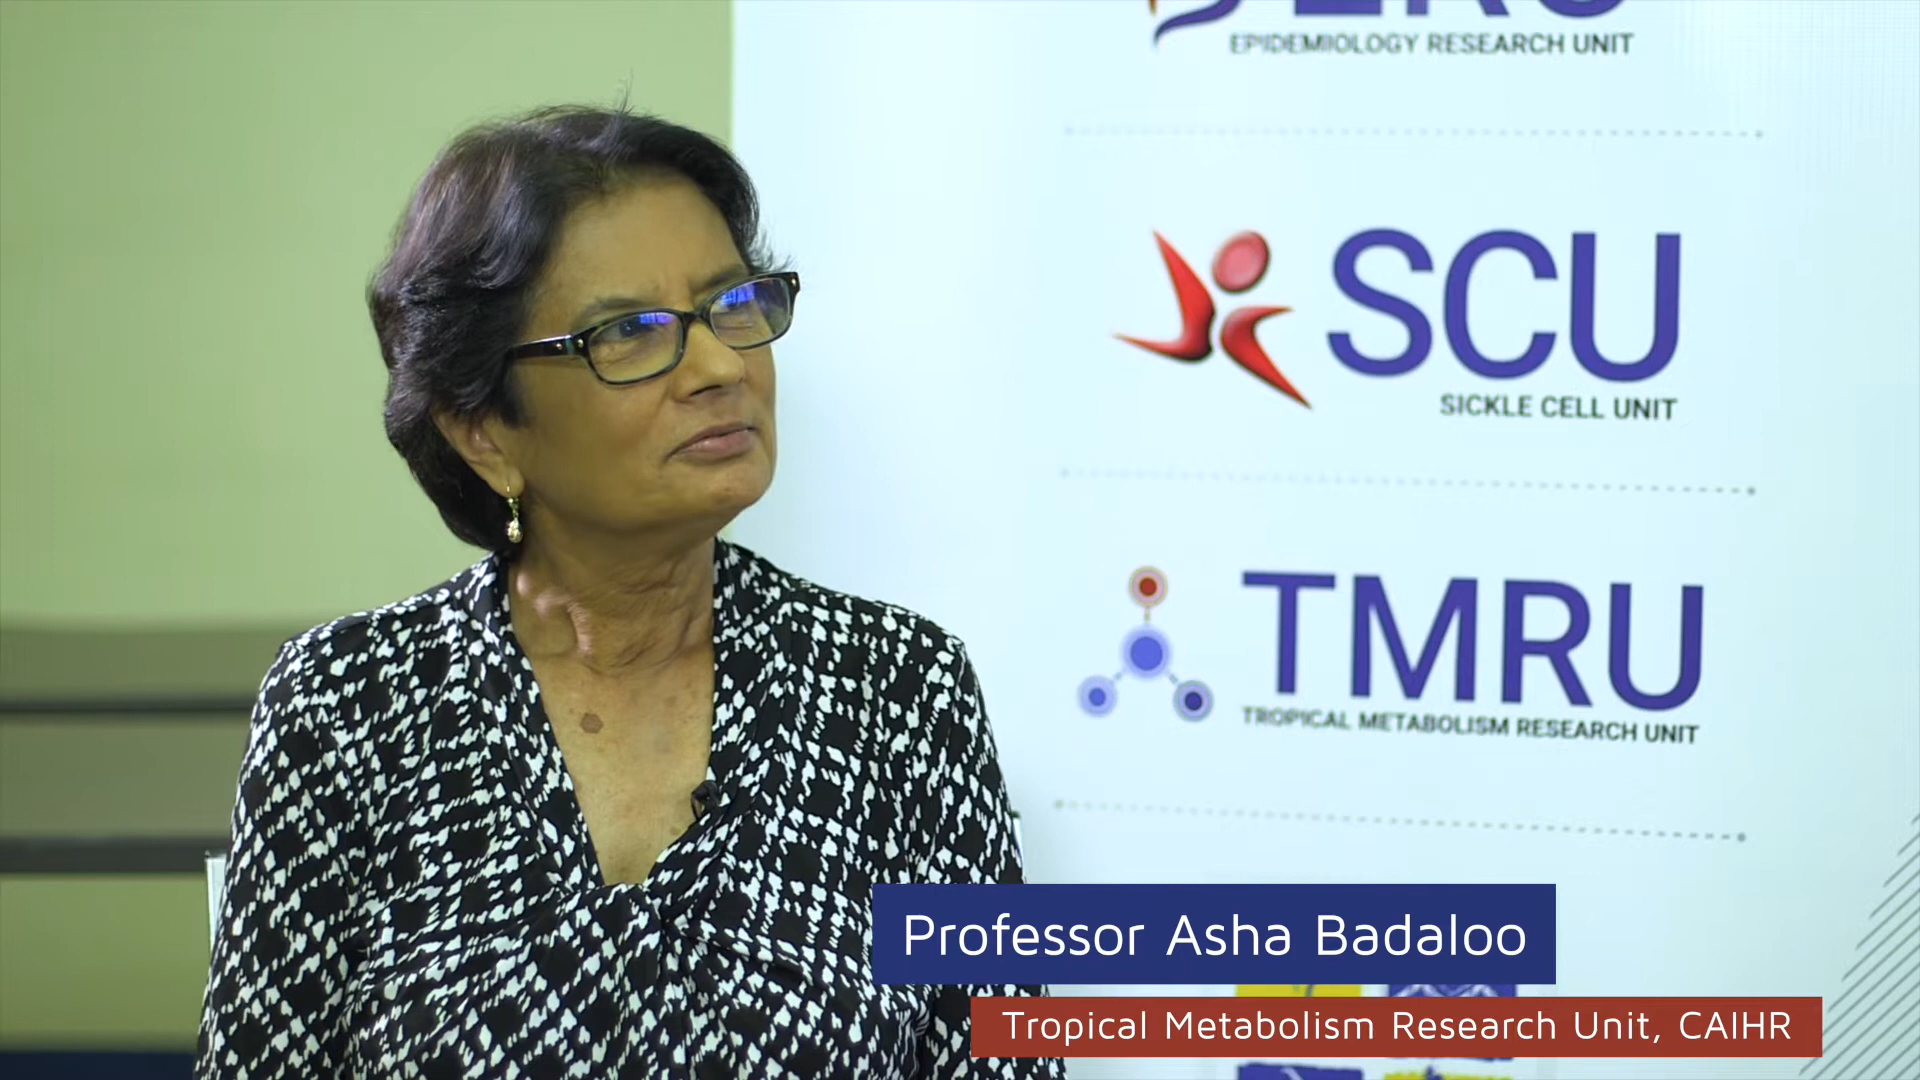 EPIDEMIOLOGY RESEARCH UNIT
SCU
SICKLE CELL UNIT
TMRU
TROPICAL METABOLISM RESEARCH UNIT
Professor Asha Badaloo
Tropical Metabolism Research Unit, CAIHR